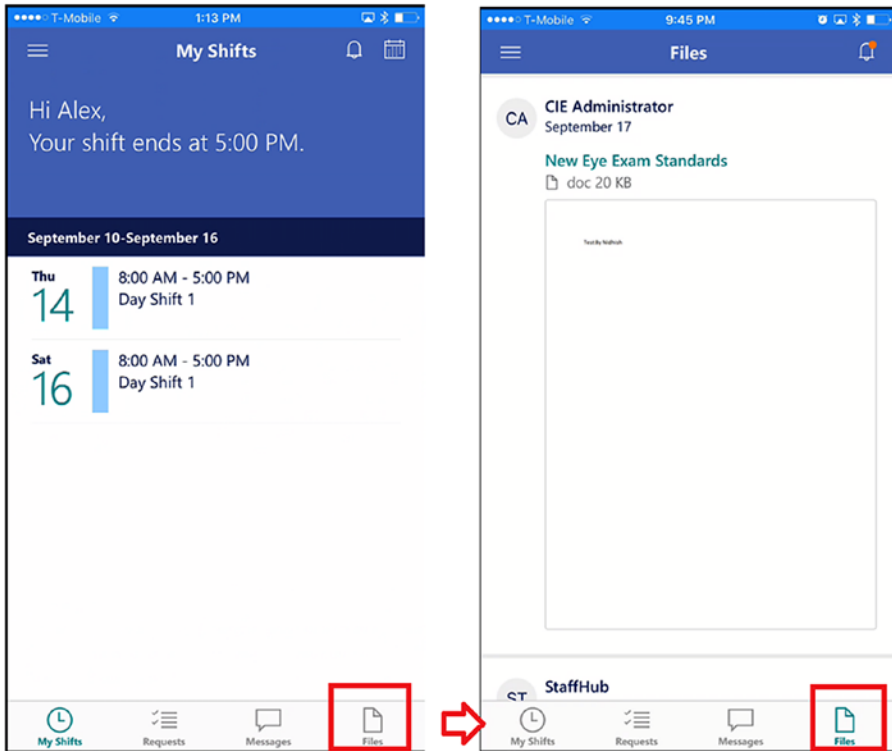 T-Mobile 1:13 PM
My Shifts
Hi Alex,
Your shift ends at 5:00 PM.
September 10-September 16
Thu
14
8:00 AM - 5:00 PM
Day Shift 1
Sat
16
8:00 AM - 5:00 PM
Day Shift 1
My Shifts Requests Messages Files
T-Mobile 9:45 PM
Files
CA
CIE Administrator
September 17
New Eye Exam Standards
doc 20 KB
Test By
ST
StaffHub
My Shifts Requests Messages Files